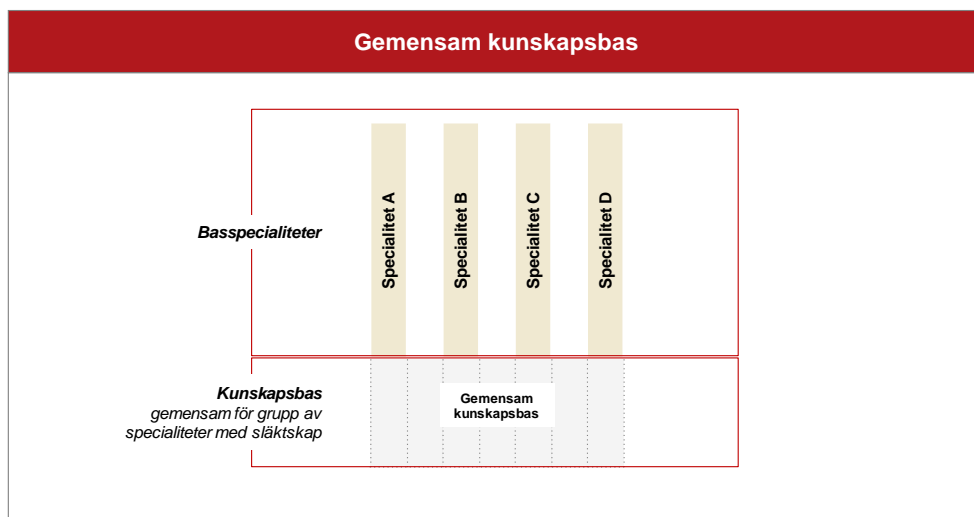 Gemensam kunskapsbas
Basspecialiteter
Specialitet A
Specialitet B
Specialitet C
Specialitet D
Kunskapsbas
gemensam för grupp av
specialiteter med släktskap
Gemensam
kunskapsbas